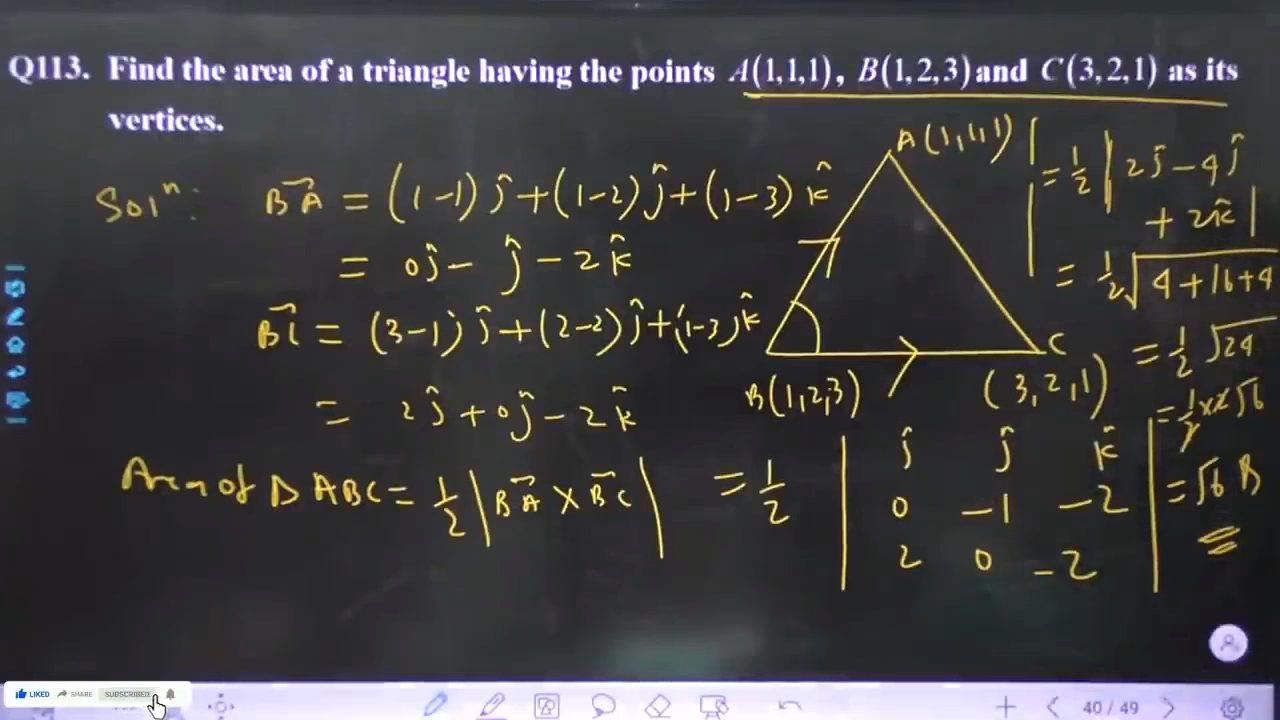 Q113. Find the area of a triangle having the points A(1,1,1), B(1,2,3) and C(3,2,1) as its
vertices.
Solⁿ: B⃗A = (1-1) ĵ + (1-2) ĵ + (1-3) k̂
= 0ĵ - ĵ - 2k̂
B⃗C = (3-1) ĵ + (2-2) ĵ + (1-3) k̂
= 2ĵ + 0ĵ - 2k̂
Area of Δ ABC = 1/2 | B⃗A × B⃗C |
A(1,1,1)
B(1,2,3)
C
(3,2,1)
= 1/2 | ĵ ĵ k̂
0 -1 -2
2 0 -2 |
= 1/2 | 2ĵ - 4ĵ
+ 2k̂ |
= 1/2 √4+16+4
= 1/2 √24
= 1/2 × 2√6
= √6
LIKED SHARE SUBSCRIBED
40 / 49